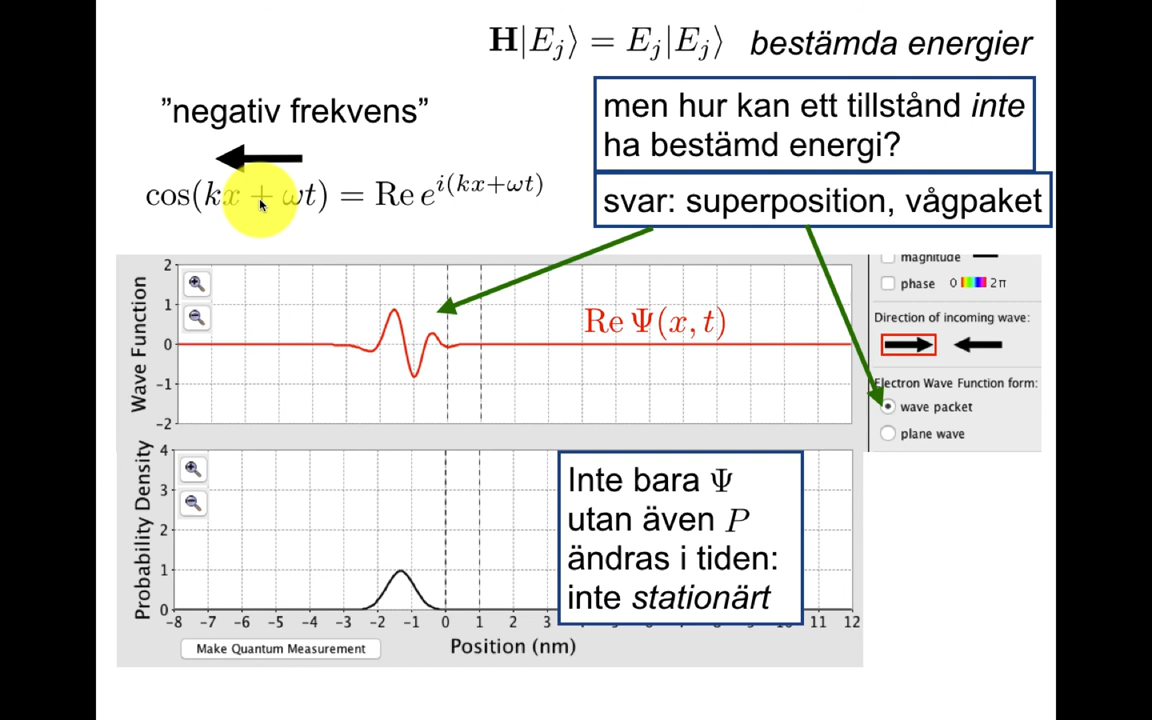 H|E_j⟩ = E_j|E_j⟩ bestämda energier
"negativ frekvens"
men hur kan ett tillstånd inte
ha bestämd energi?
cos(kx + ωt) = Re e^{i(kx+ωt)}
svar: superposition, vågpaket
Wave Function
2
1
0
-1
-2
Re Ψ(x, t)
magnitude
phase 0 2π
Direction of incoming wave:
Electron Wave Function form:
wave packet
plane wave
Probability Density
4
3
2
1
0
Inte bara Ψ
utan även P
ändras i tiden:
inte stationärt
-8 -7 -6 -5 -4 -3 -2 -1 0 1 2 3 11 12
Position (nm)
Make Quantum Measurement